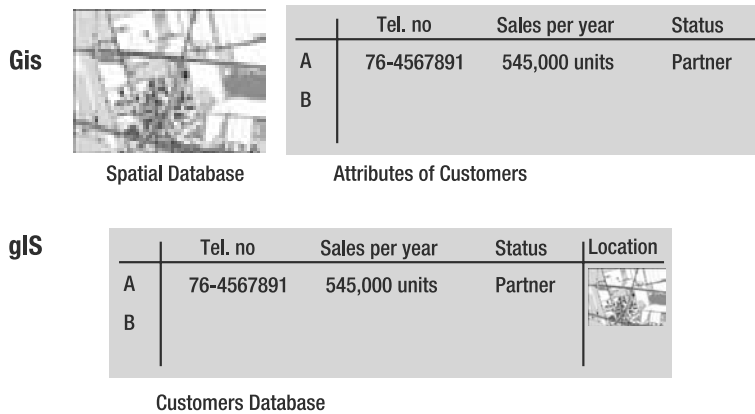 Gis
Tel. no Sales per year Status
A 76-4567891 545,000 units Partner
B
Spatial Database Attributes of Customers
gIS
Tel. no Sales per year Status Location
A 76-4567891 545,000 units Partner
B
Customers Database